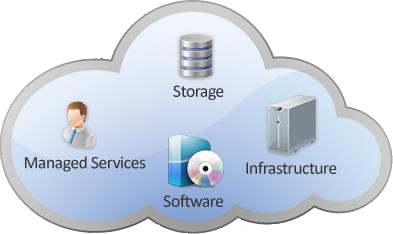 Storage
Managed Services
Infrastructure
Software